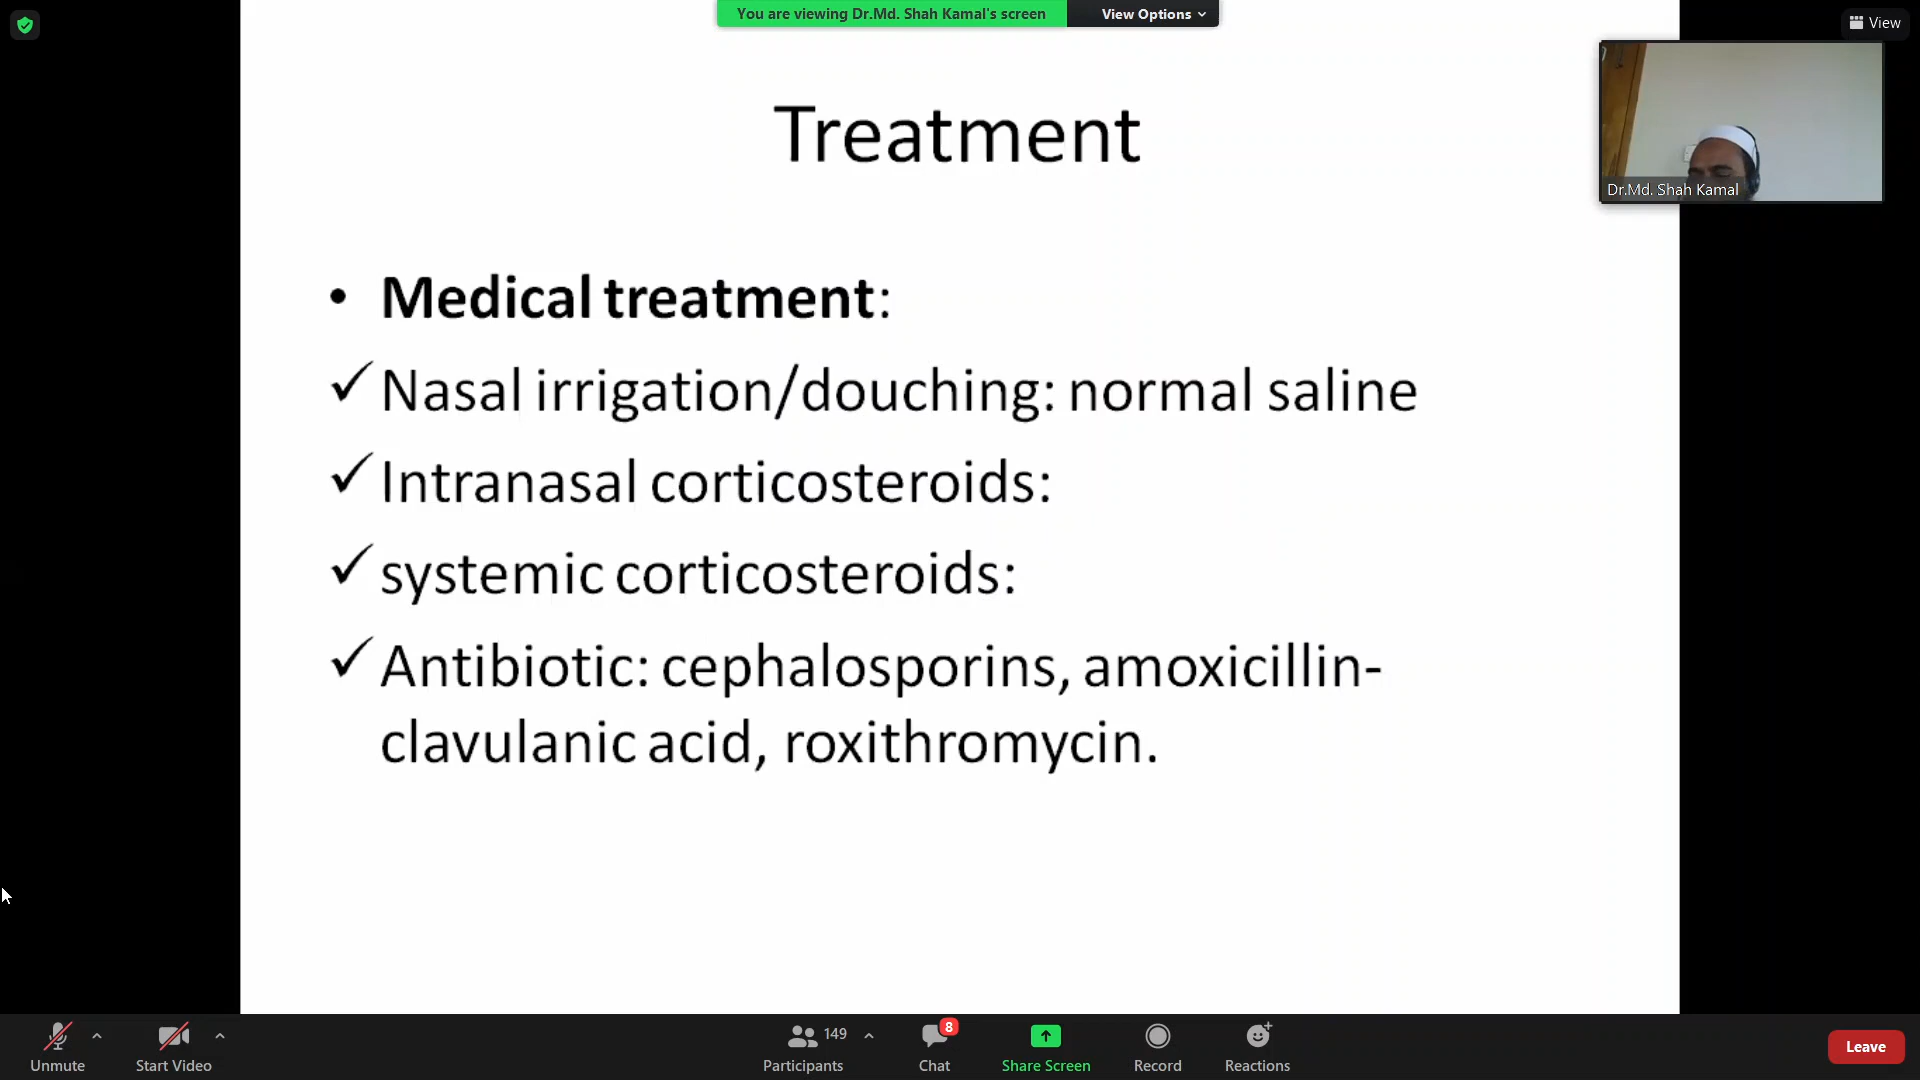 You are viewing Dr.Md. Shah Kamal's screen
View Options
View
Dr.Md. Shah Kamal
Treatment
• Medical treatment:
✓ Nasal irrigation/douching: normal saline
✓ Intranasal corticosteroids:
✓ systemic corticosteroids:
✓ Antibiotic: cephalosporins, amoxicillin-
clavulanic acid, roxithromycin.
Unmute
Start Video
149
Participants
8
Chat
Share Screen
Record
Reactions
Leave